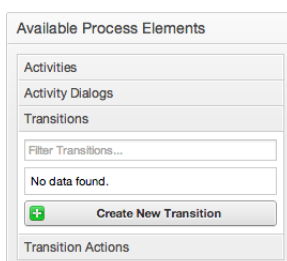 Available Process Elements
Activities
Activity Dialogs
Transitions
Filter Transitions...
No data found.
Create New Transition
Transition Actions